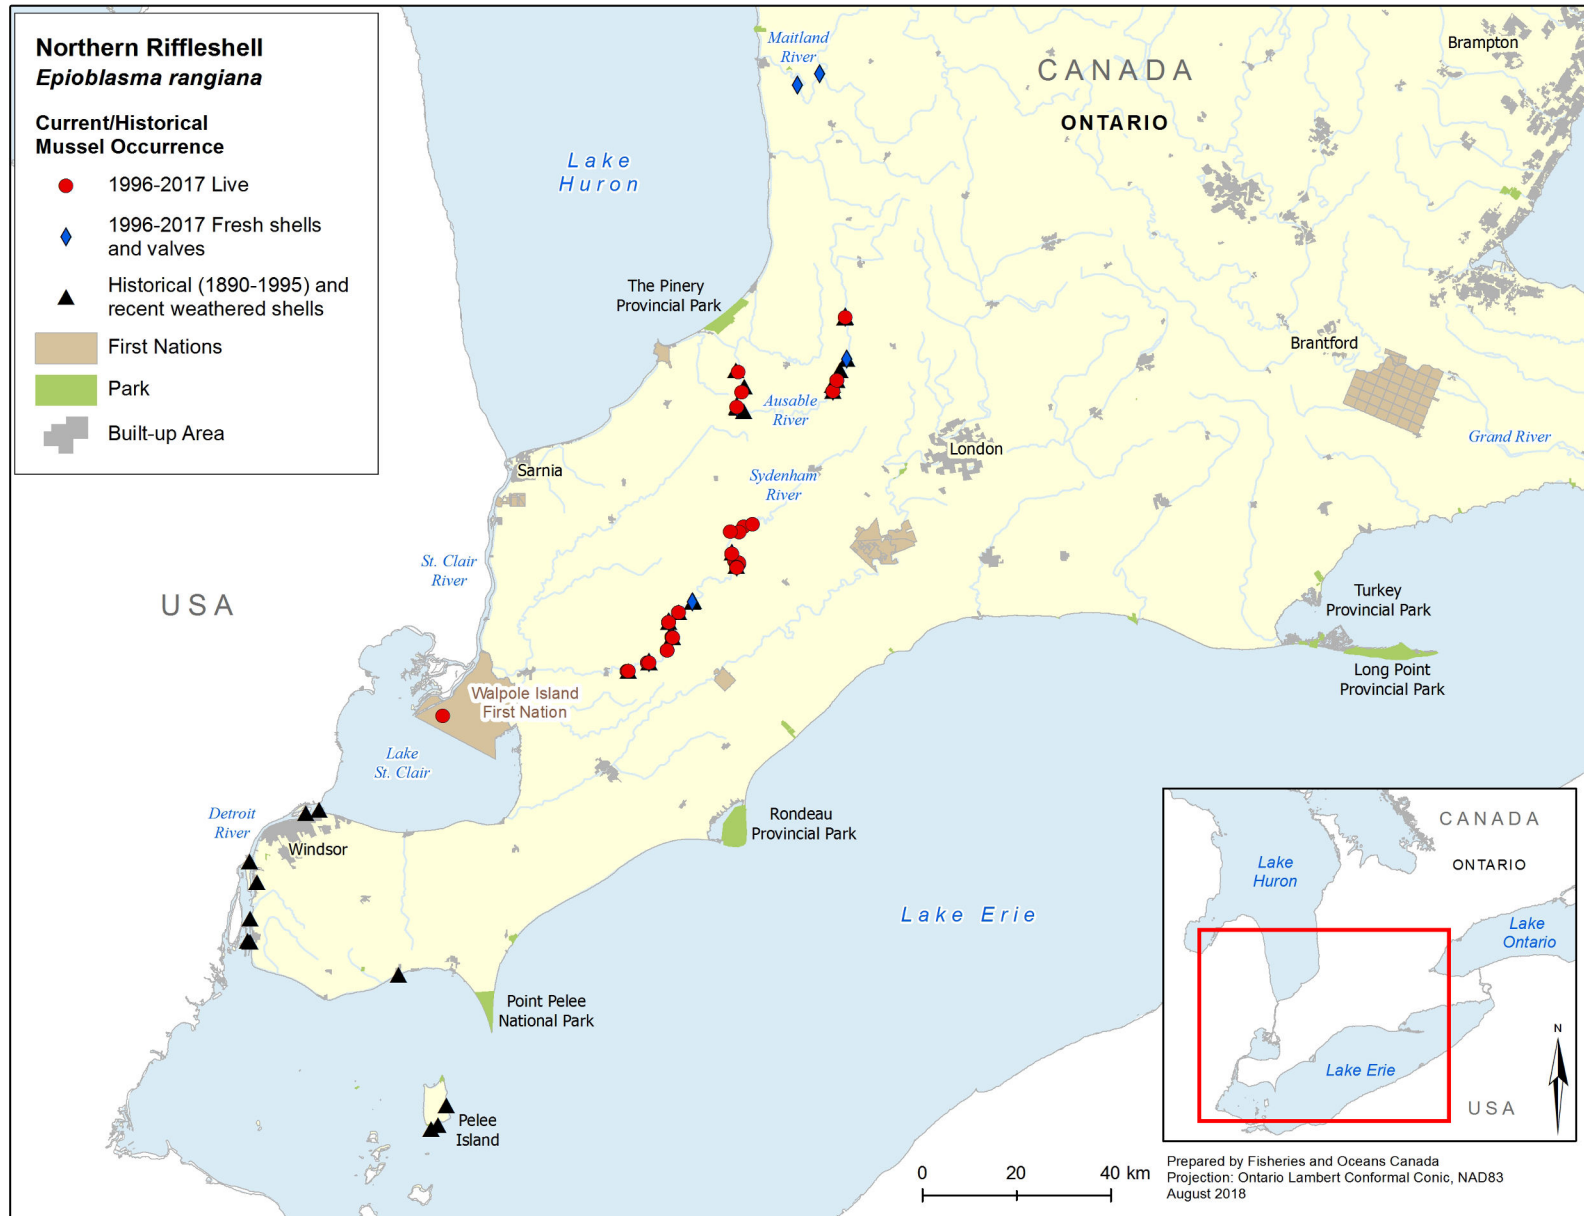 Northern Riffleshell
Epioblasma rangiana
Current/Historical
Mussel Occurrence
1996-2017 Live
1996-2017 Fresh shells
and valves
Historical (1890-1995) and
recent weathered shells
First Nations
Park
Built-up Area
Maitland
River
CANADA
ONTARIO
Brampton
Lake
Huron
The Pinery
Provincial Park
Brantford
Ausable
River
Grand River
London
Sarnia
Sydenham
River
St. Clair
River
USA
Turkey
Provincial Park
Long Point
Provincial Park
Walpole Island
First Nation
Lake
St. Clair
Detroit
River
Windsor
Rondeau
Provincial Park
Lake Erie
Point Pelee
National Park
Pelee
Island
CANADA
ONTARIO
Lake
Huron
Lake
Ontario
Lake Erie
USA
N
0 20 40 km
Prepared by Fisheries and Oceans Canada
Projection: Ontario Lambert Conformal Conic, NAD83
August 2018